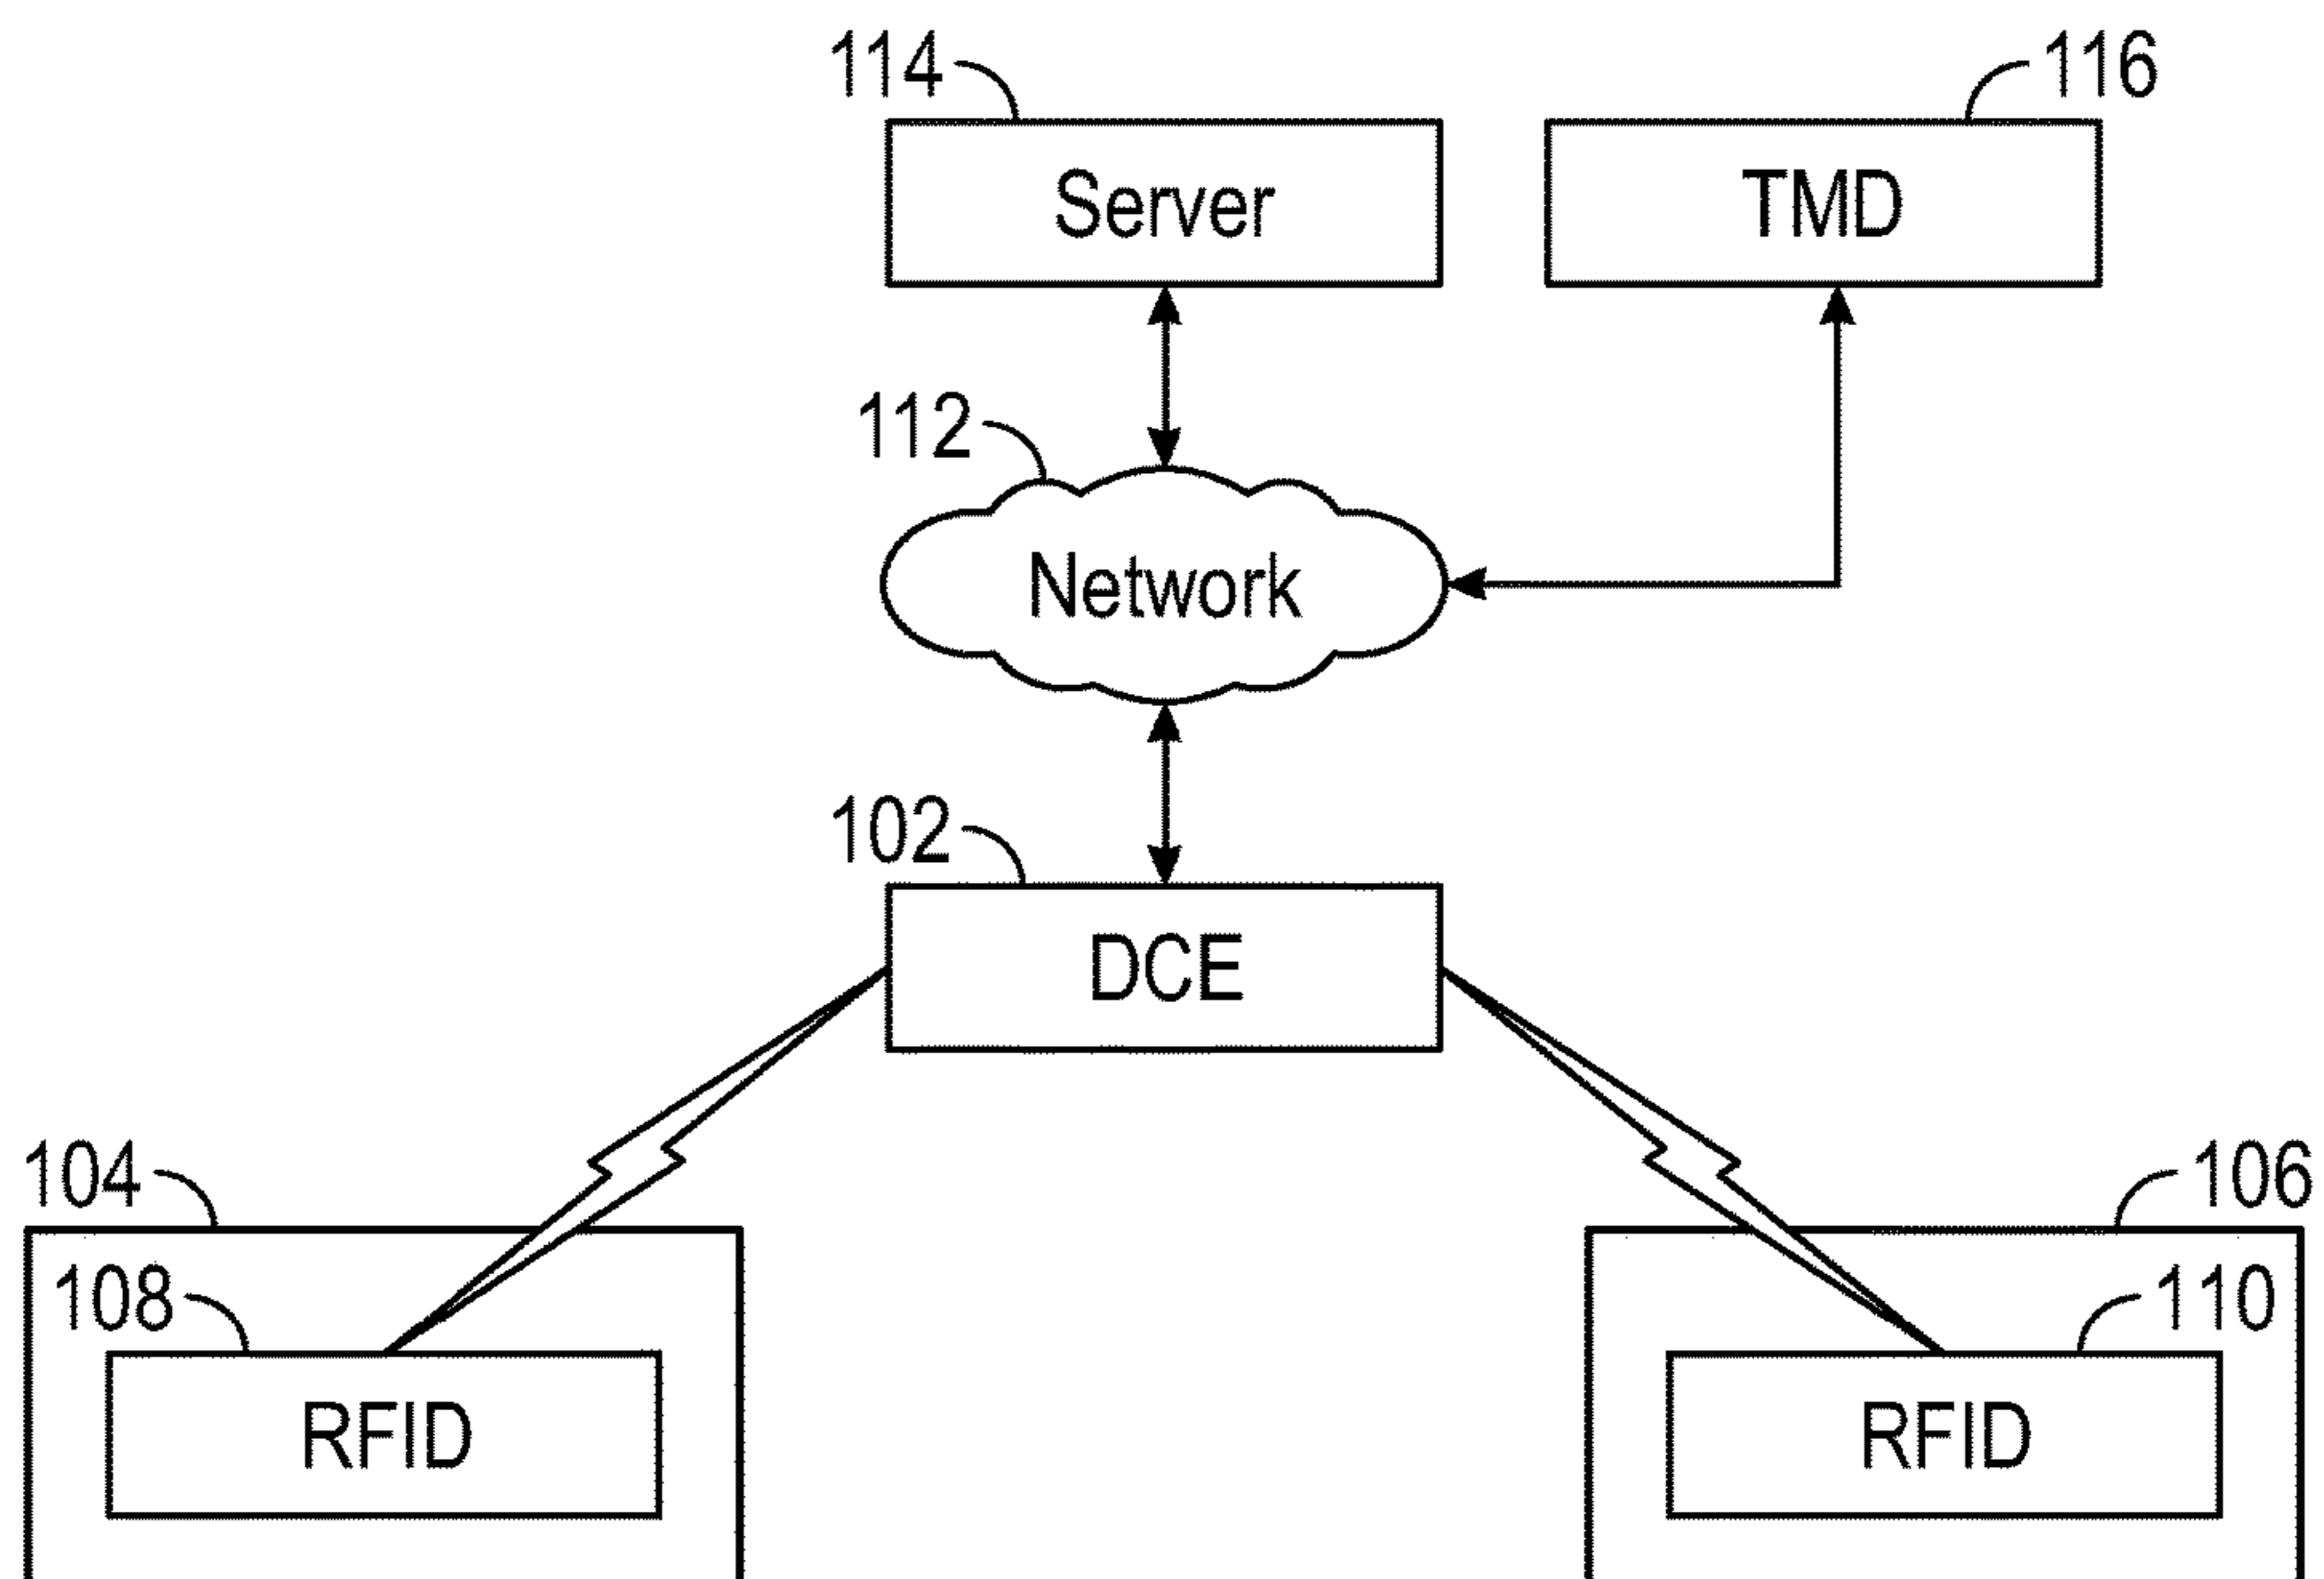 114
116
Server
TMD
112
Network
102
DCE
104
106
108
110
RFID
RFID